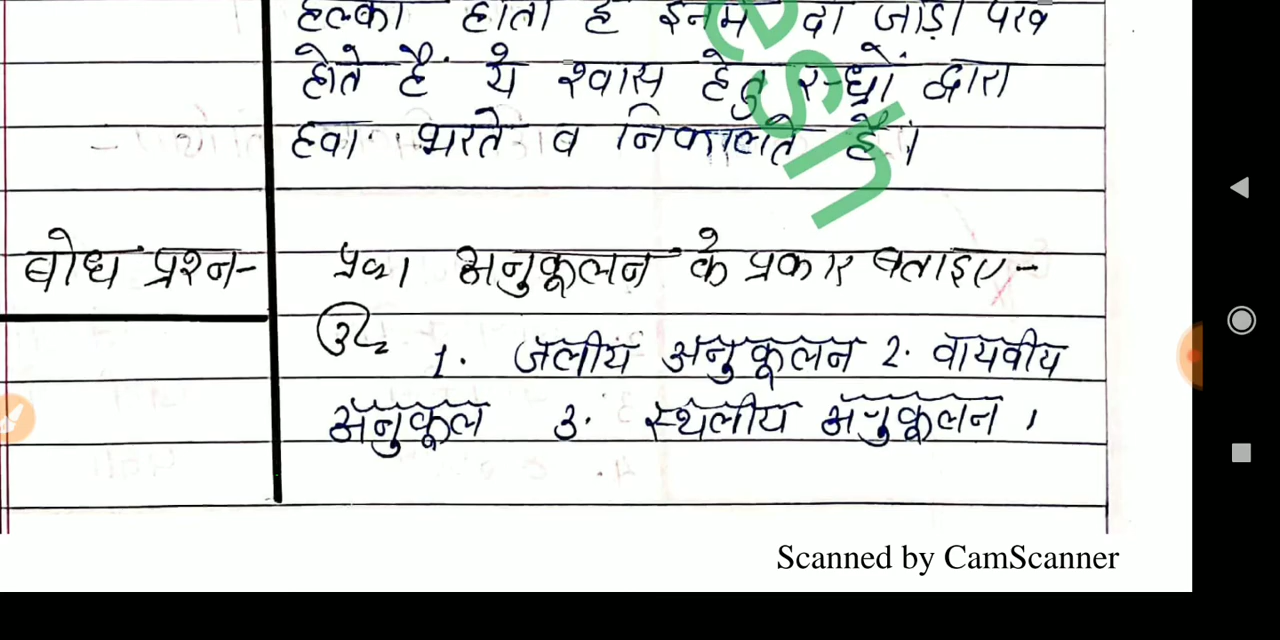 हल्का होता है इनमें दो जोड़ी पंख
होते हैं ये श्वास हेतु रन्ध्रों द्वारा
हवा भरते व निकालते हैं।
बोध प्रश्न- प्र०1 अनुकूलन के प्रकार बताइए-
उ०
1. जलीय अनुकूलन 2. वायवीय
अनुकूल 3. स्थलीय अनुकूलन ।
Scanned by CamScanner